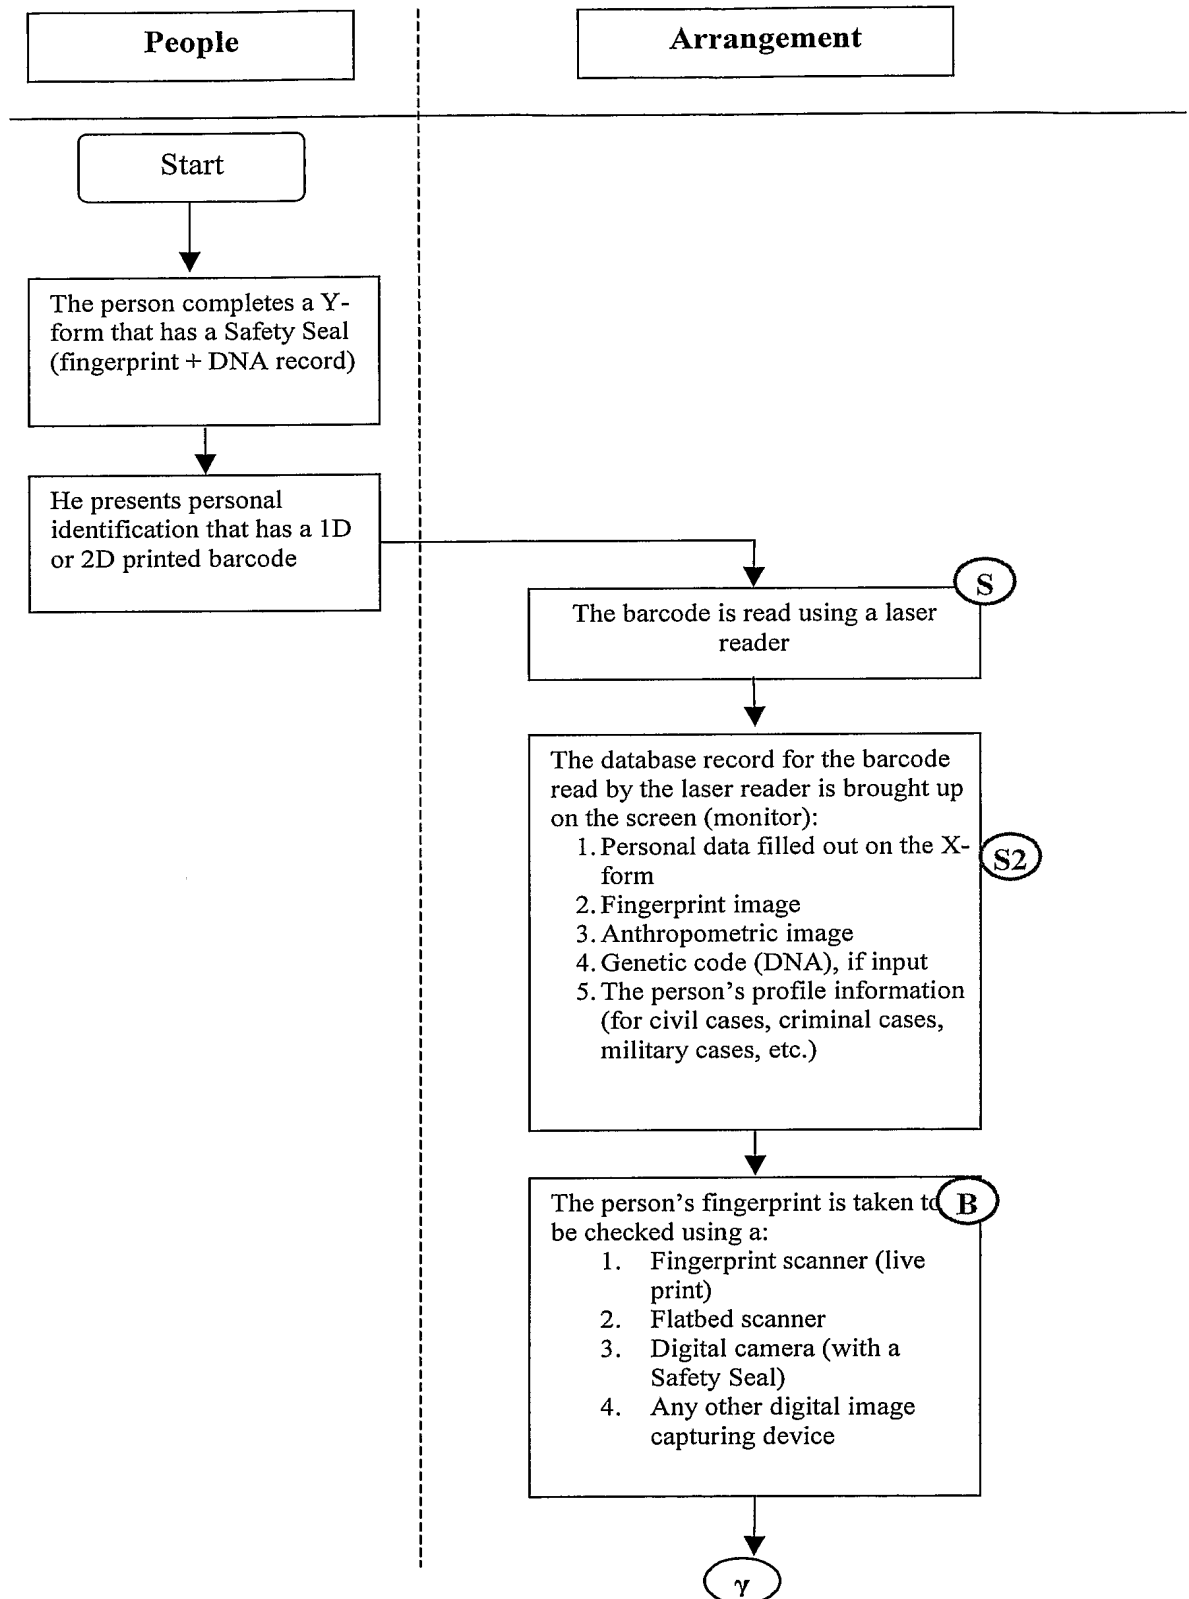 People
Arrangement
Start
The person completes a Y-
form that has a Safety Seal
(fingerprint + DNA record)
He presents personal
identification that has a 1D
or 2D printed barcode
S
The barcode is read using a laser
reader
The database record for the barcode
read by the laser reader is brought up
on the screen (monitor):
1. Personal data filled out on the X-
form
S2
2. Fingerprint image
3. Anthropometric image
4. Genetic code (DNA), if input
5. The person's profile information
(for civil cases, criminal cases,
military cases, etc.)
The person's fingerprint is taken to
B
be checked using a:
1. Fingerprint scanner (live
print)
2. Flatbed scanner
3. Digital camera (with a
Safety Seal)
4. Any other digital image
capturing device
γ